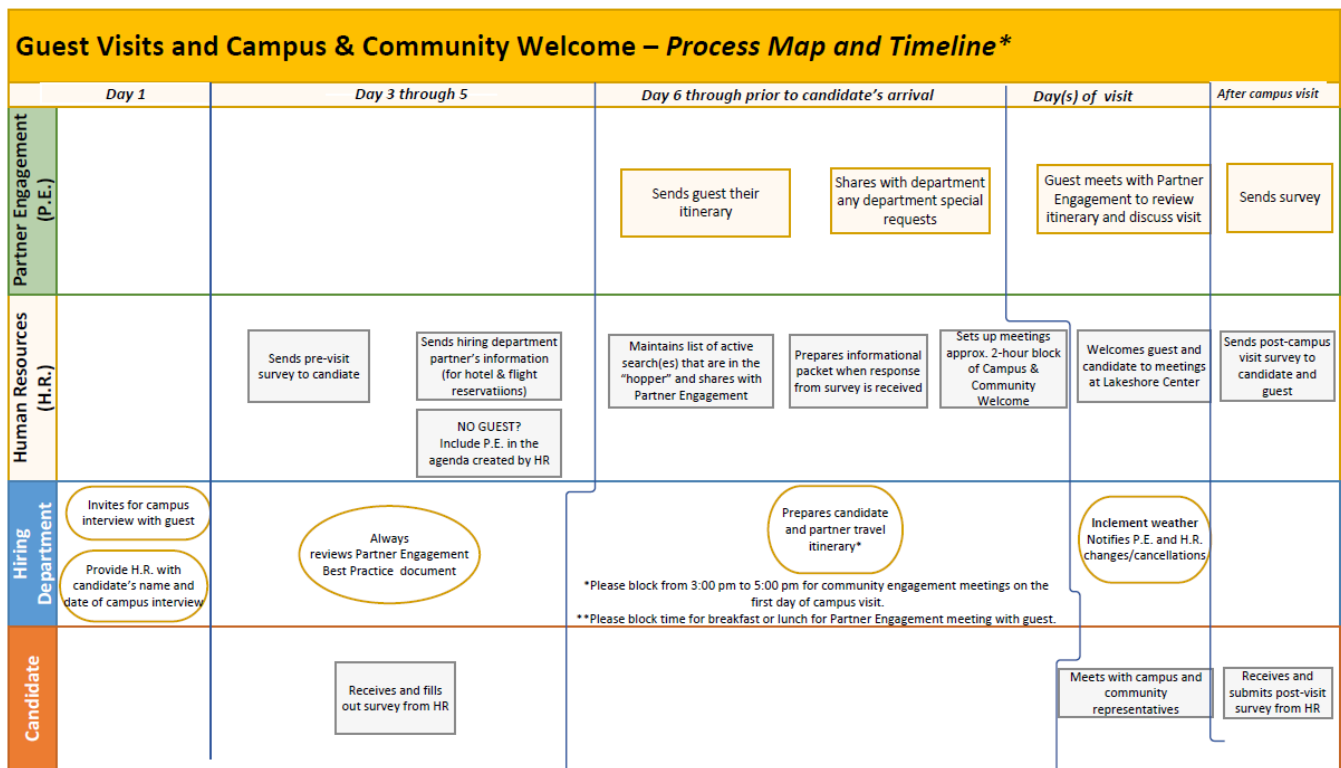 Guest Visits and Campus & Community Welcome – Process Map and Timeline*
Day 1
Day 3 through 5
Day 6 through prior to candidate's arrival
Day(s) of visit
After campus visit
Partner Engagement
(P.E.)
Sends guest their
itinerary
Shares with department
any department special
requests
Guest meets with Partner
Engagement to review
itinerary and discuss visit
Sends survey
Human Resources
(H.R.)
Sends pre-visit
survey to candiate
Sends hiring department
partner's information
(for hotel & flight
reservatiions)
NO GUEST?
Include P.E. in the
agenda created by HR
Maintains list of active
search(es) that are in the
"hopper" and shares with
Partner Engagement
Prepares informational
packet when response
from survey is received
Sets up meetings
approx. 2-hour block
of Campus &
Community
Welcome
Welcomes guest and
candidate to meetings
at Lakeshore Center
Sends post-campus
visit survey to
candidate and
guest
Hiring
Department
Invites for campus
interview with guest
Provide H.R. with
candidate's name and
date of campus interview
Always
reviews Partner Engagement
Best Practice document
Prepares candidate
and partner travel
itinerary*
*Please block from 3:00 pm to 5:00 pm for community engagement meetings on the
first day of campus visit.
**Please block time for breakfast or lunch for Partner Engagement meeting with guest.
Inclement weather
Notifies P.E. and H.R.
changes/cancellations
Candidate
Receives and fills
out survey from HR
Meets with campus and
community
representatives
Receives and
submits post-visit
survey from HR